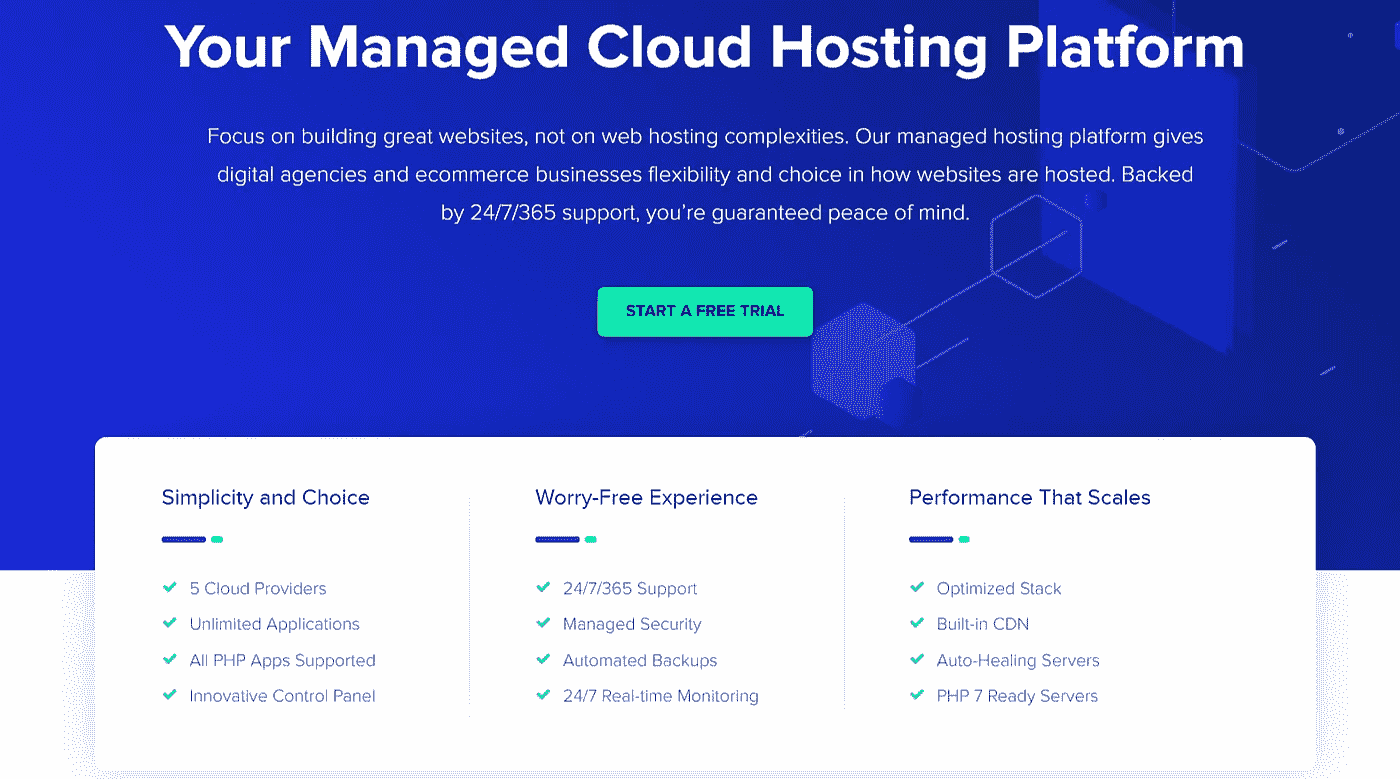 Your Managed Cloud Hosting Platform
Focus on building great websites, not on web hosting complexities. Our managed hosting platform gives
digital agencies and ecommerce businesses flexibility and choice in how websites are hosted. Backed
by 24/7/365 support, you’re guaranteed peace of mind.
START A FREE TRIAL
Simplicity and Choice
5 Cloud Providers
Unlimited Applications
All PHP Apps Supported
Innovative Control Panel
Worry-Free Experience
24/7/365 Support
Managed Security
Automated Backups
24/7 Real-time Monitoring
Performance That Scales
Optimized Stack
Built-in CDN
Auto-Healing Servers
PHP 7 Ready Servers